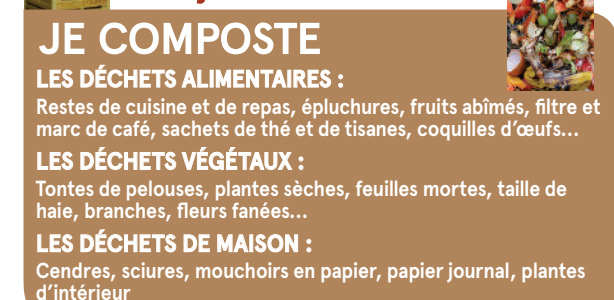 JE COMPOSTE
LES DÉCHETS ALIMENTAIRES :
Restes de cuisine et de repas, épluchures, fruits abîmés, filtre et
marc de café, sachets de thé et de tisanes, coquilles d'œufs...
LES DÉCHETS VÉGÉTAUX :
Tontes de pelouses, plantes sèches, feuilles mortes, taille de
haie, branches, fleurs fanées...
LES DÉCHETS DE MAISON :
Cendres, sciures, mouchoirs en papier, papier journal, plantes
d'intérieur